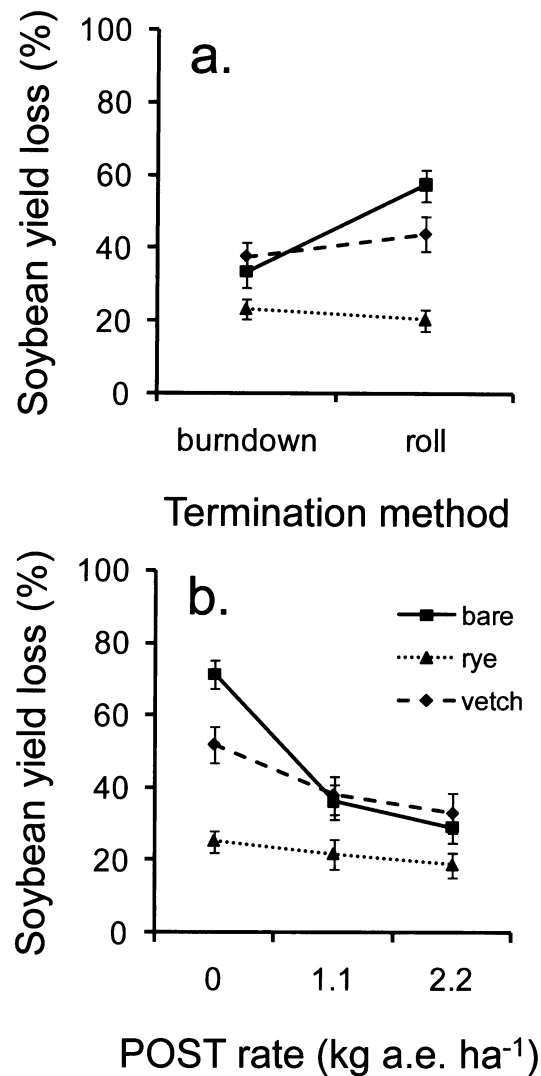 Soybean yield loss (%)
a.
100
80
60
40
20
0
burndown roll
Termination method
Soybean yield loss (%)
b.
100
80
60
40
20
0
bare
rye
vetch
0 1.1 2.2
POST rate (kg a.e. ha⁻¹)